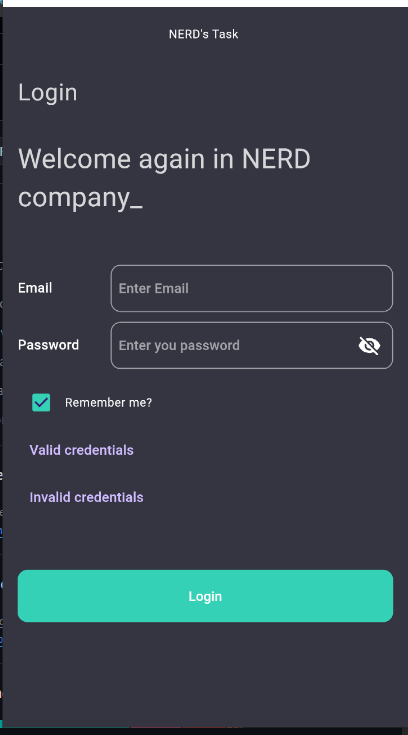 NERD's Task
Login
Welcome again in NERD
company_
Email
Enter Email
Password
Enter you password
Remember me?
Valid credentials
Invalid credentials
Login